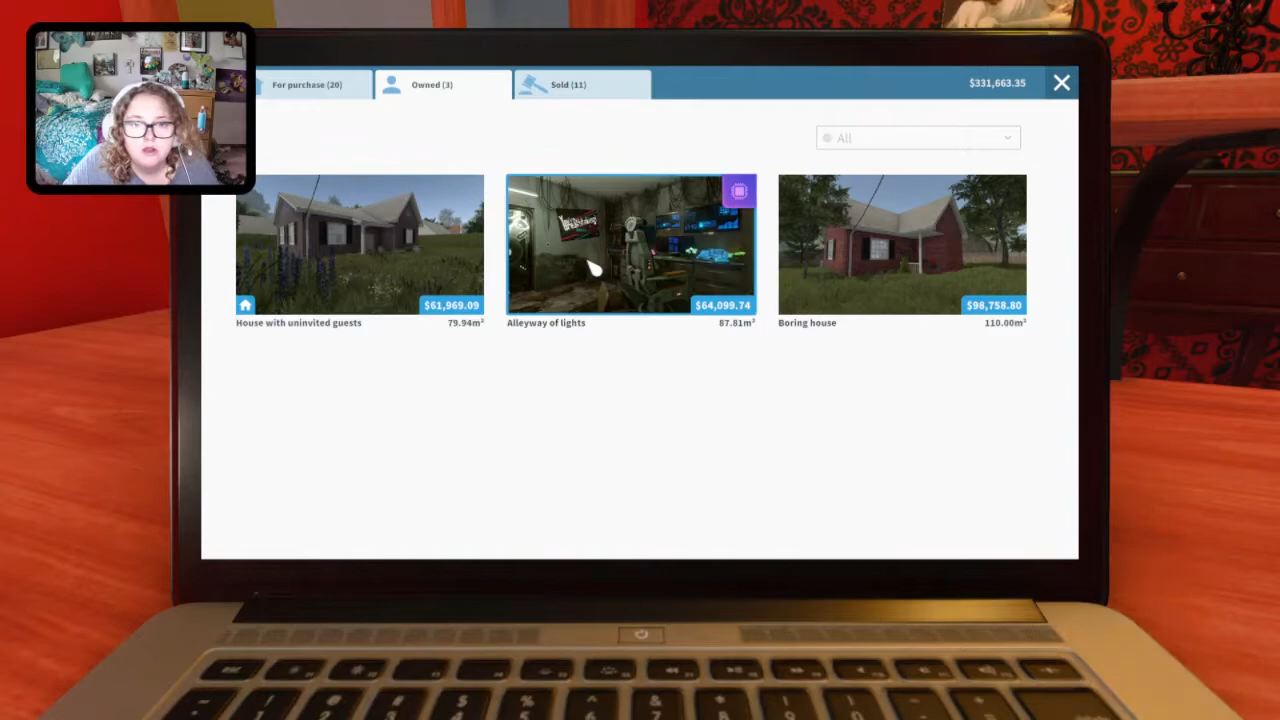 For purchase (20)
Owned (3)
Sold (11)
$331,663.35
All
$61,969.09
$64,099.74
$98,758.80
House with uninvited guests
79.94m²
Alleyway of lights
87.81m²
Boring house
110.00m²